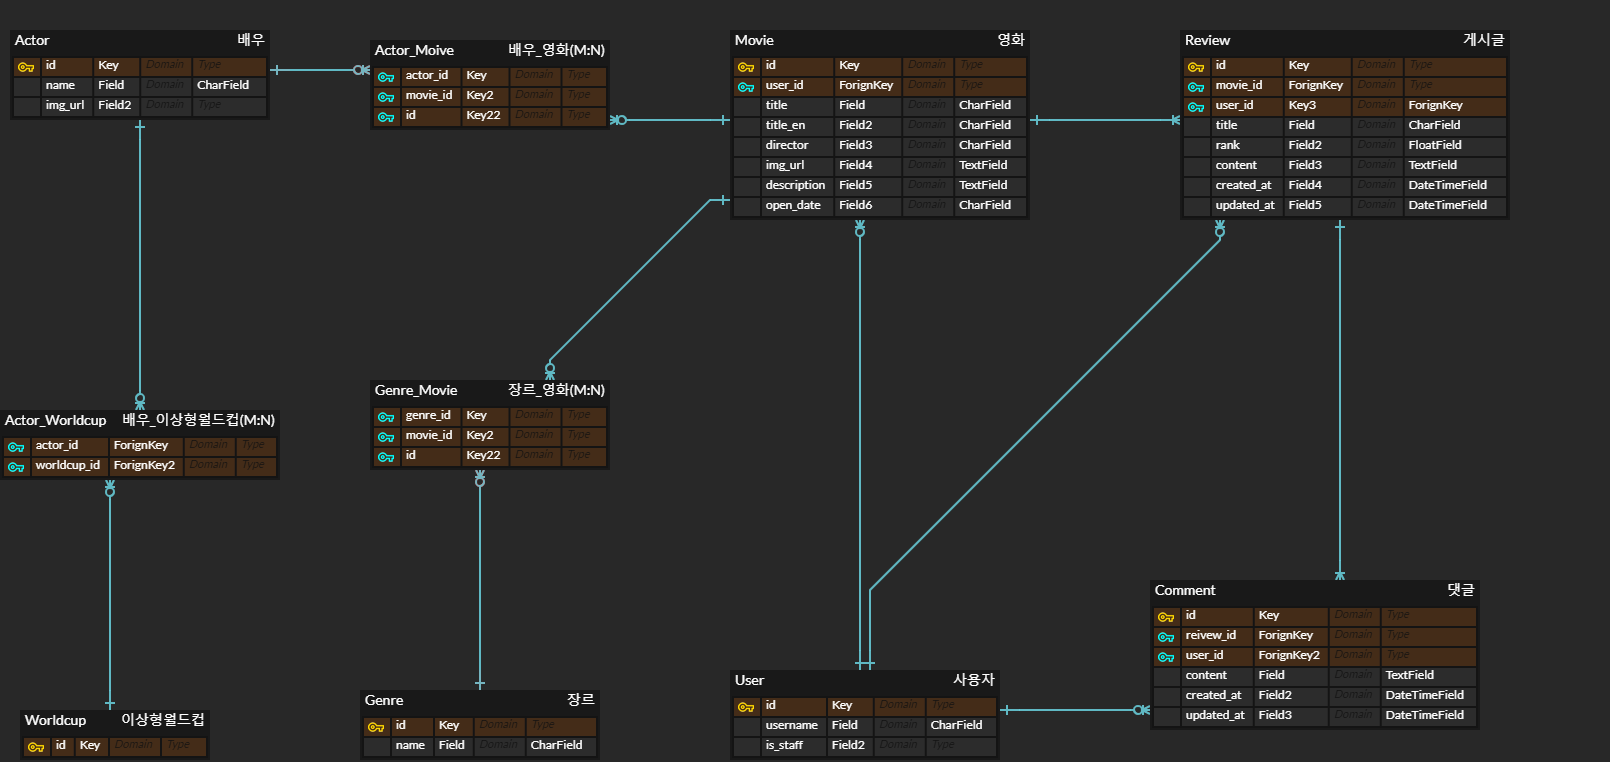 Actor 배우
id Key Domain Type
name Field Domain CharField
img_url Field2 Domain Type
Actor_Moive 배우_영화(M:N)
actor_id Key Domain Type
movie_id Key2 Domain Type
id Key22 Domain Type
Movie 영화
id Key Domain Type
user_id ForignKey Domain Type
title Field Domain CharField
title_en Field2 Domain CharField
director Field3 Domain CharField
img_url Field4 Domain TextField
description Field5 Domain TextField
open_date Field6 Domain CharField
Review 게시글
id Key Domain Type
movie_id ForignKey Domain Type
user_id Key3 Domain ForignKey
title Field Domain CharField
rank Field2 Domain FloatField
content Field3 Domain TextField
created_at Field4 Domain DateTimeField
updated_at Field5 Domain DateTimeField
Actor_Worldcup 배우_이상형월드컵(M:N)
actor_id ForignKey Domain Type
worldcup_id ForignKey2 Domain Type
Genre_Movie 장르_영화(M:N)
genre_id Key Domain Type
movie_id Key2 Domain Type
id Key22 Domain Type
Worldcup 이상형월드컵
id Key Domain Type
Genre 장르
id Key Domain Type
name Field Domain CharField
User 사용자
id Key Domain Type
username Field Domain CharField
is_staff Field2 Domain Type
Comment 댓글
id Key Domain Type
reivew_id ForignKey Domain Type
user_id ForignKey2 Domain Type
content Field Domain TextField
created_at Field2 Domain DateTimeField
updated_at Field3 Domain DateTimeField